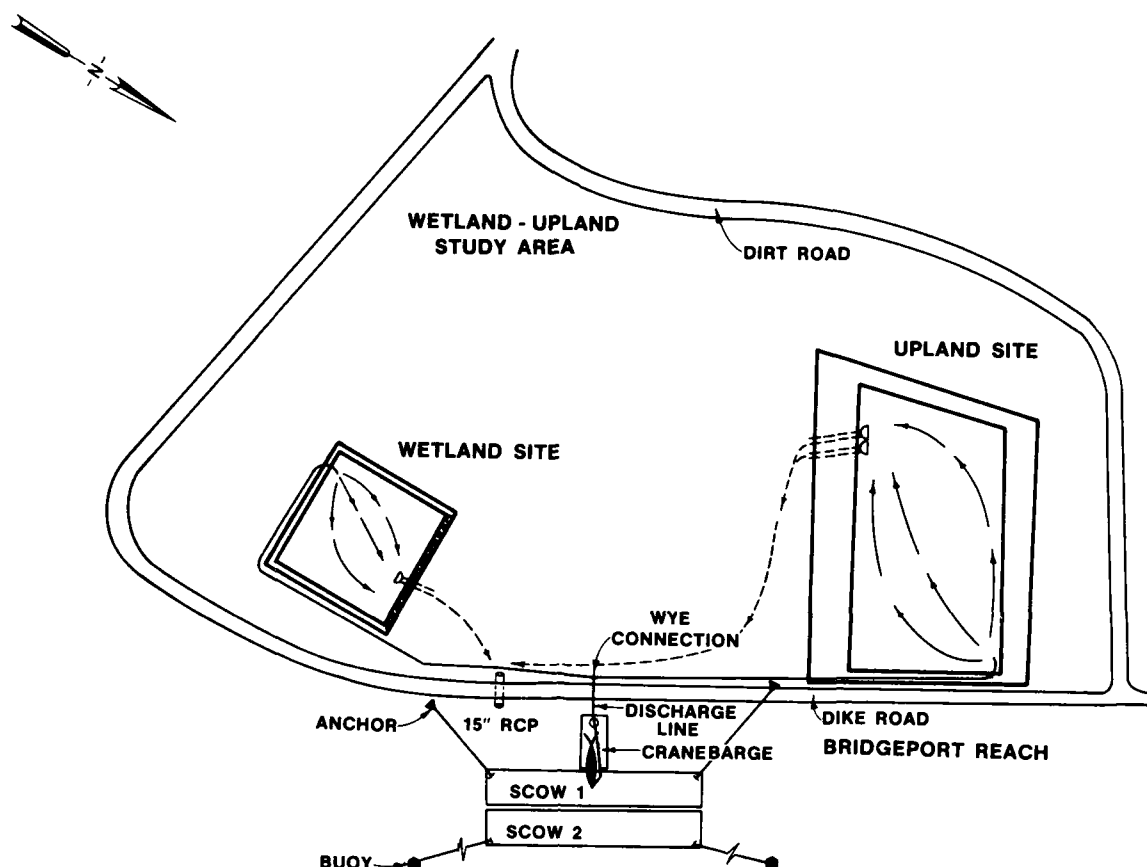 -N-
WETLAND - UPLAND
STUDY AREA
DIRT ROAD
UPLAND SITE
WETLAND SITE
WYE
CONNECTION
ANCHOR
15" RCP
DISCHARGE
LINE
CRANEBARGE
DIKE ROAD
BRIDGEPORT REACH
SCOW 1
SCOW 2
BUOY